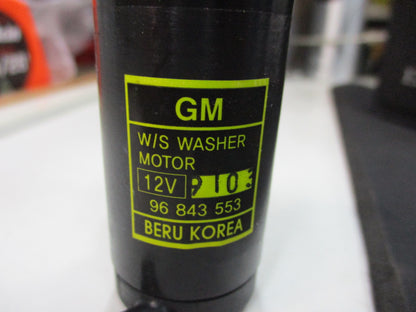 GM
W/S WASHER
MOTOR
12V
96 843 553
BERU KOREA